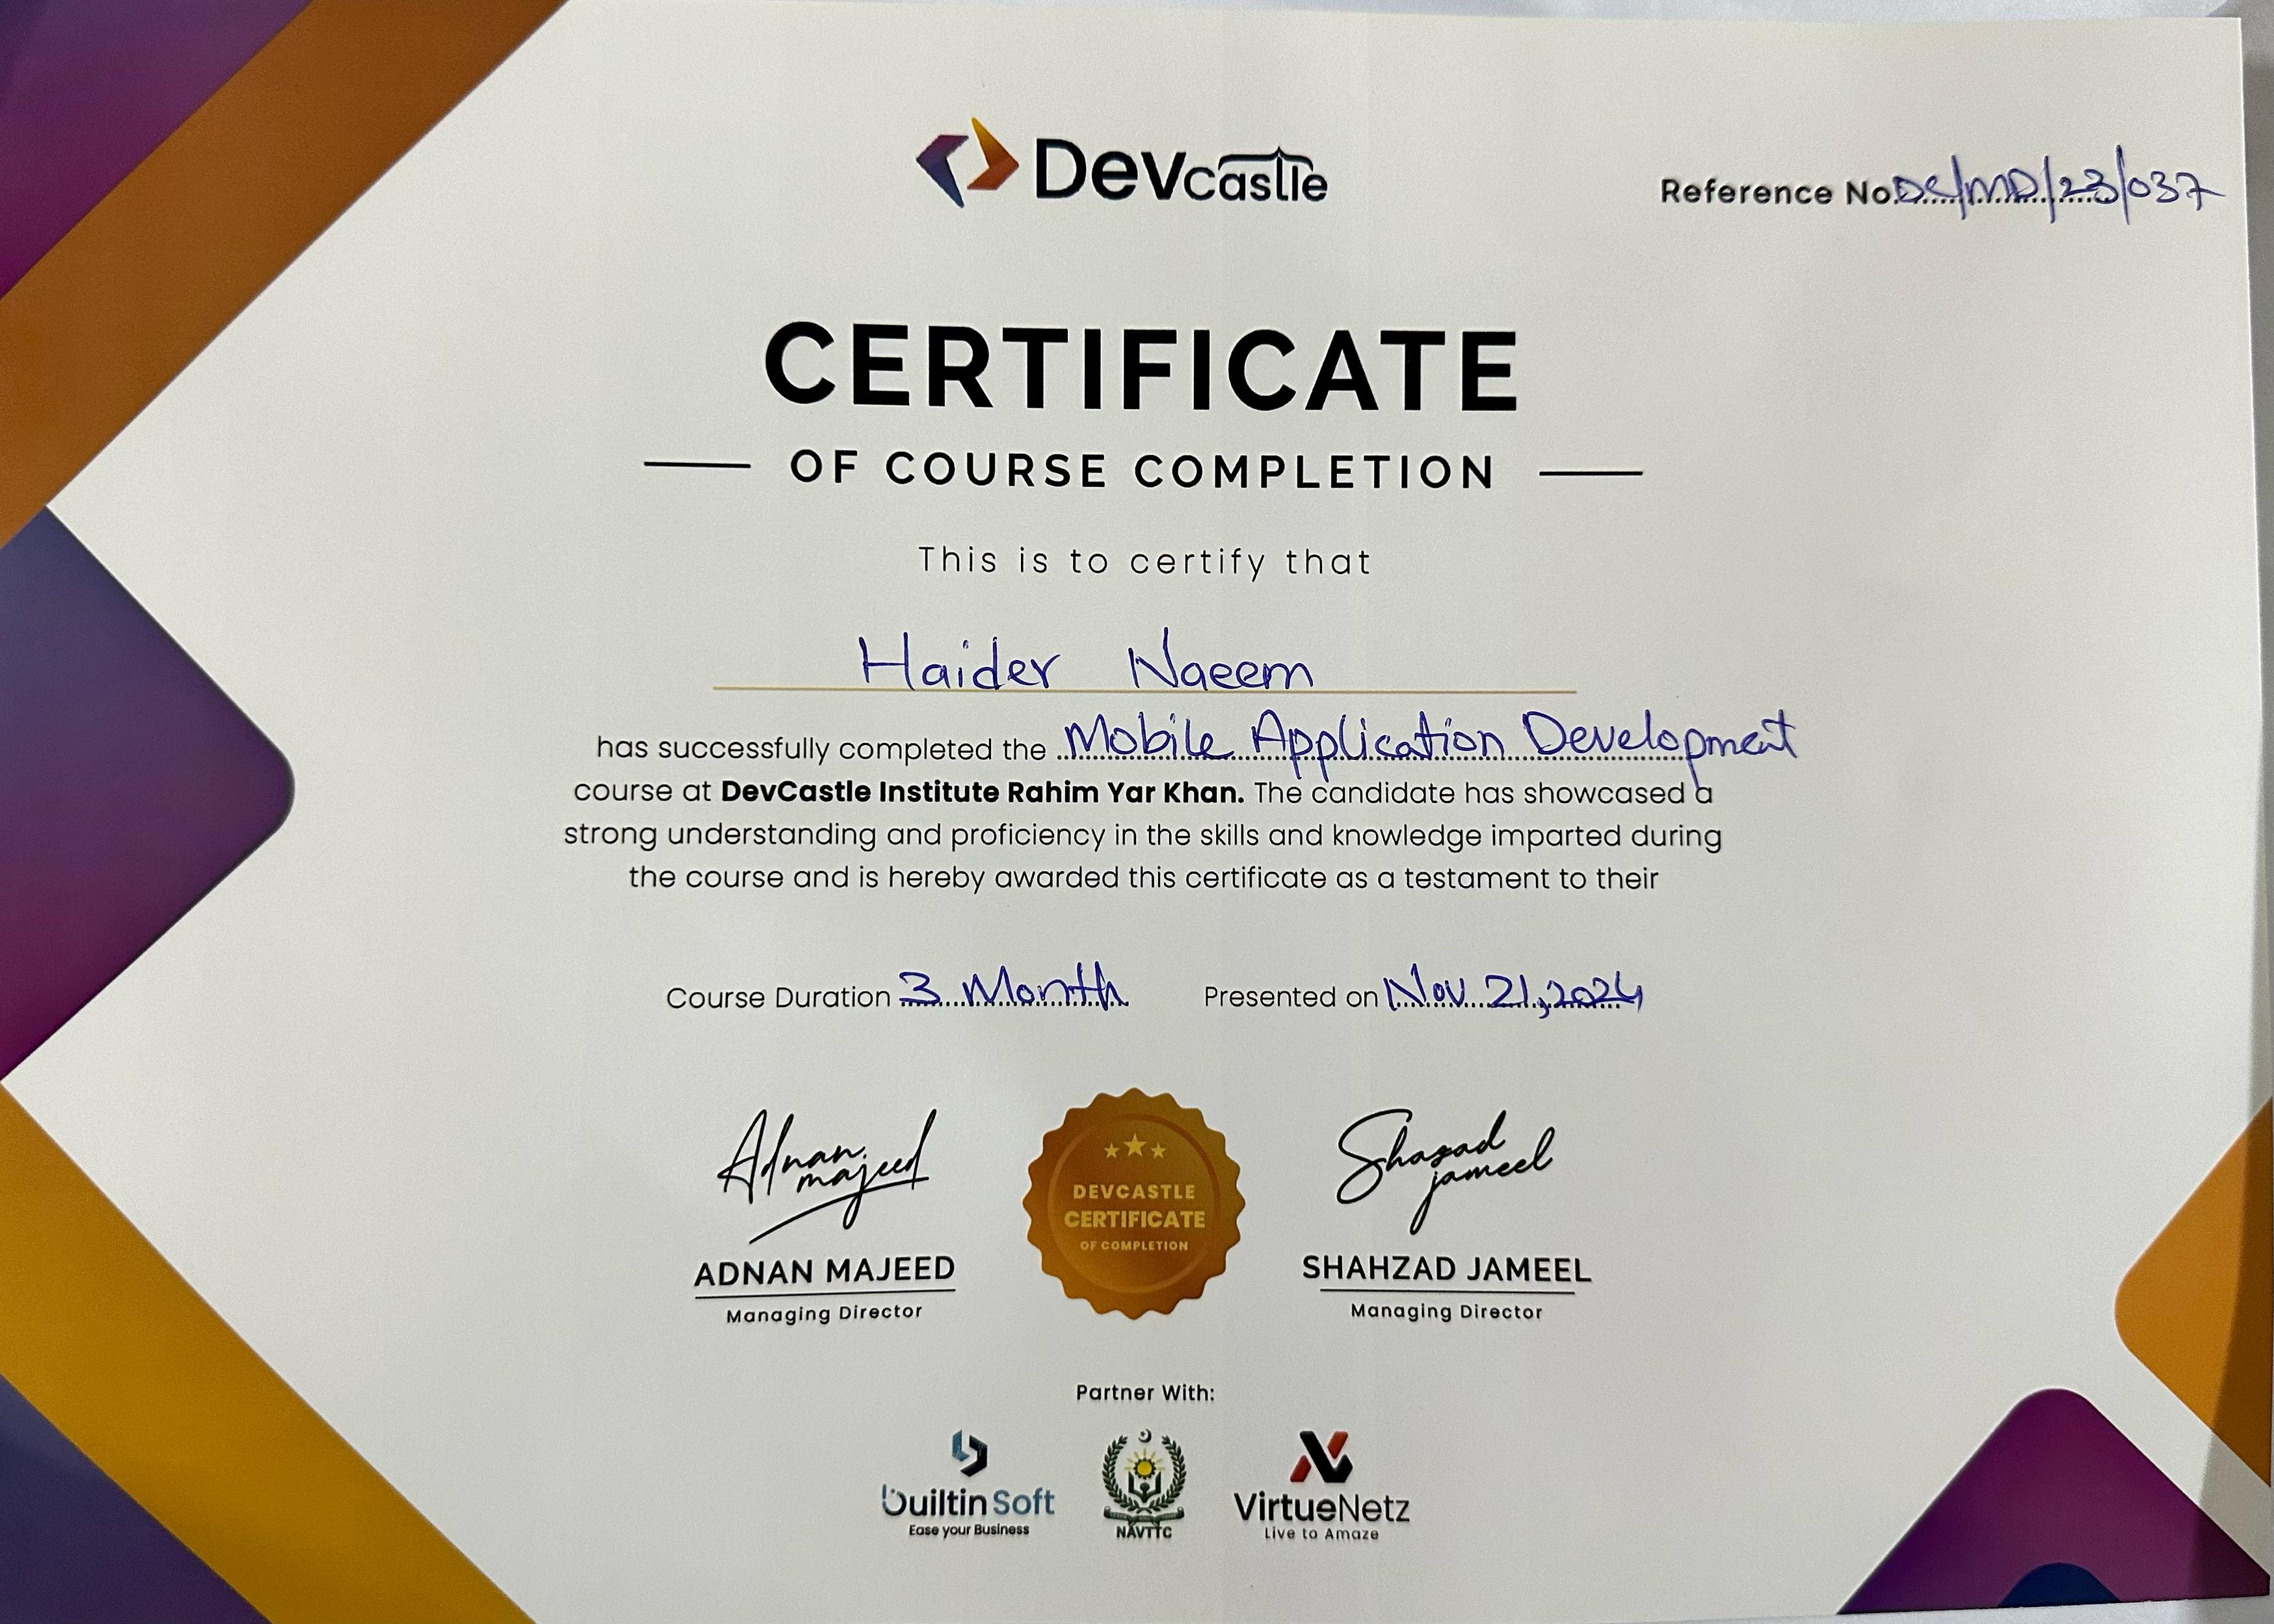 Devcastle
Reference No. DC/MD/23/037
CERTIFICATE
OF COURSE COMPLETION
This is to certify that
Haider Naeem
has successfully completed the Mobile Application Development
course at DevCastle Institute Rahim Yar Khan. The candidate has showcased a
strong understanding and proficiency in the skills and knowledge imparted during
the course and is hereby awarded this certificate as a testament to their
Course Duration 3 Month Presented on Nov 21, 2024
Adnan majeed
Shazad jameel
DEVCASTLE
CERTIFICATE
OF COMPLETION
ADNAN MAJEED
Managing Director
SHAHZAD JAMEEL
Managing Director
Partner With:
builtin Soft
Ease your Business
NAVTTC
VirtueNetz
Live to Amaze